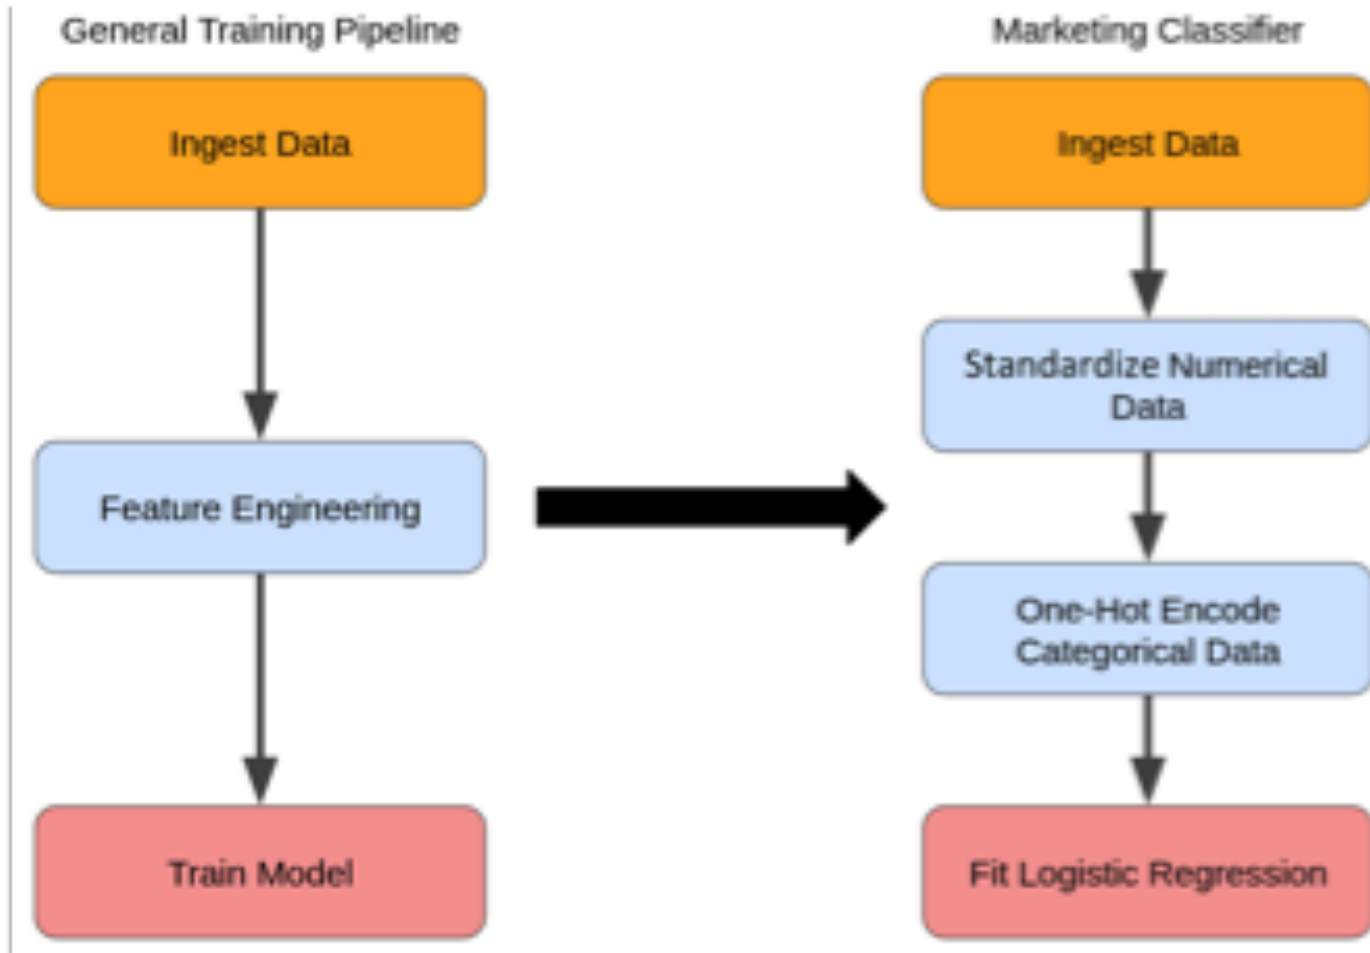 General Training Pipeline
Ingest Data
Feature Engineering
Train Model
Marketing Classifier
Ingest Data
Standardize Numerical
Data
One-Hot Encode
Categorical Data
Fit Logistic Regression